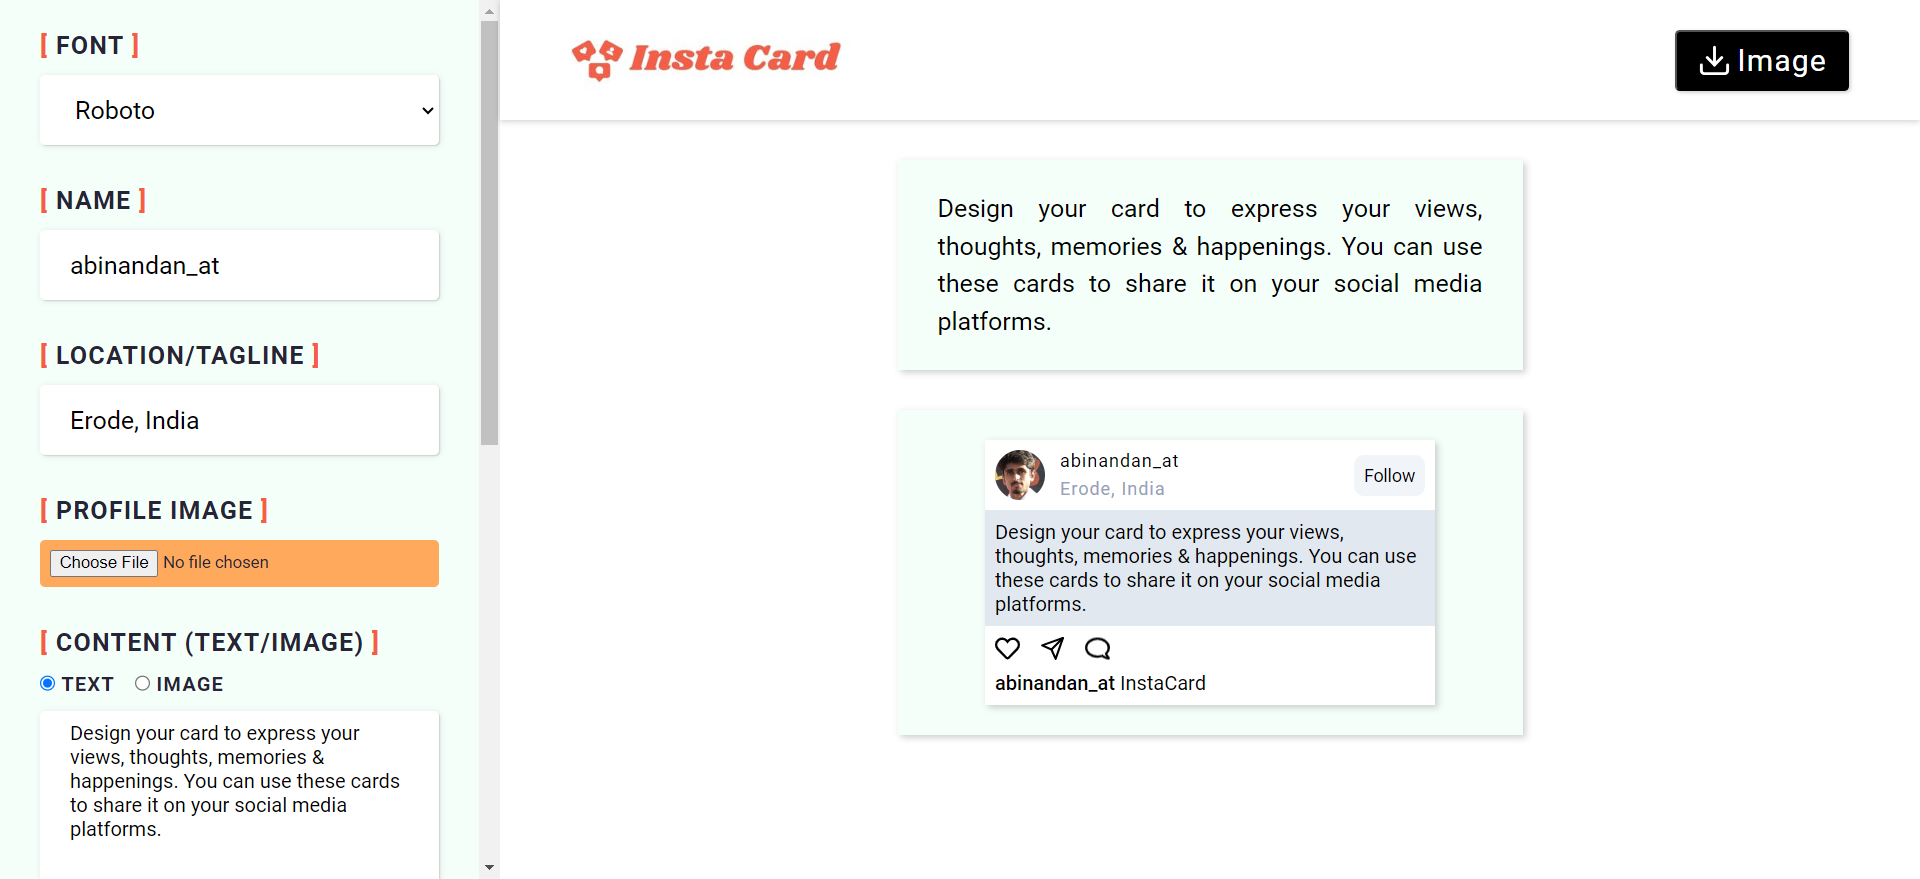 [ FONT ]
Roboto
[ NAME ]
abinandan_at
[ LOCATION/TAGLINE ]
Erode, India
[ PROFILE IMAGE ]
Choose File No file chosen
[ CONTENT (TEXT/IMAGE) ]
TEXT IMAGE
Design your card to express your
views, thoughts, memories &
happenings. You can use these cards
to share it on your social media
platforms.
Insta Card
Image
Design your card to express your views,
thoughts, memories & happenings. You can use
these cards to share it on your social media
platforms.
abinandan_at
Erode, India
Follow
Design your card to express your views,
thoughts, memories & happenings. You can use
these cards to share it on your social media
platforms.
abinandan_at InstaCard